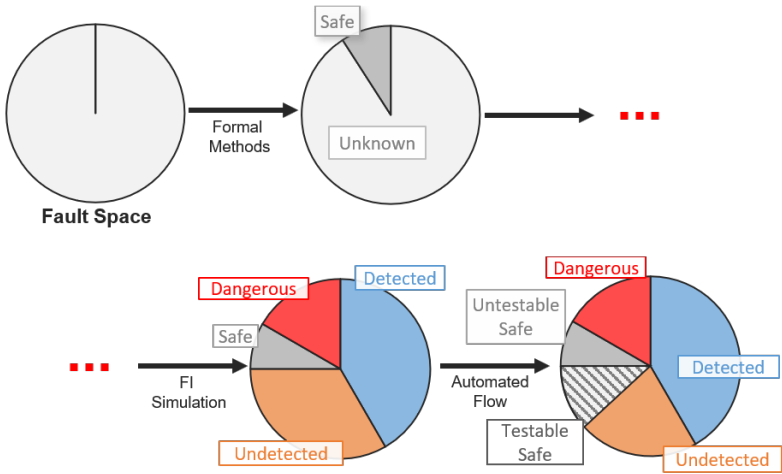 Safe
Unknown
Formal
Methods
Fault Space
Dangerous
Detected
Safe
Undetected
FI
Simulation
Automated
Flow
Dangerous
Untestable
Safe
Detected
Testable
Safe
Undetected